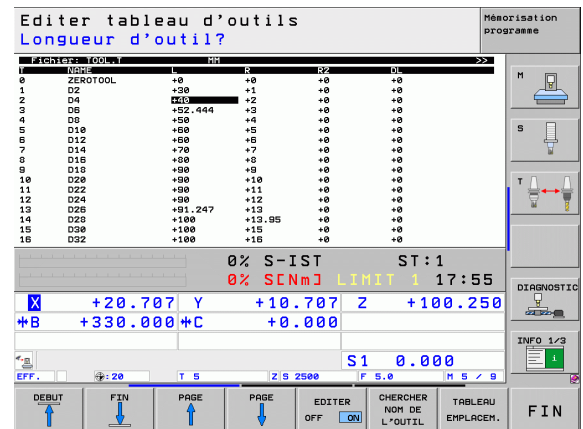 Editer tableau d'outils
Longueur d'outil?
Mémorisation
programme
Fichier: TOOL.T MM >>
T NAME L R R2 DL
0 ZEROTOOL +0 +0 +0 +0
1 D2 +30 +1 +0 +0
2 D4 +40 +2 +0 +0
3 D6 +52.444 +3 +0 +0
4 D8 +50 +4 +0 +0
5 D10 +60 +5 +0 +0
6 D12 +60 +6 +0 +0
7 D14 +70 +7 +0 +0
8 D16 +80 +8 +0 +0
9 D18 +90 +9 +0 +0
10 D20 +90 +10 +0 +0
11 D22 +90 +11 +0 +0
12 D24 +90 +12 +0 +0
13 D26 +91.247 +13 +0 +0
14 D28 +100 +13.95 +0 +0
15 D30 +100 +15 +0 +0
16 D32 +100 +16 +0 +0
M
S
T
DIAGNOSTIC
INFO 1/3
0% S-IST ST:1
0% S[Nm] LIMIT 1 17:55
X +20.707 Y +10.707 Z +100.250
B +330.000 C +0.000
S1 0.000
EFF. :20 T 5 Z S 2500 F 5.0 M 5 / 9
DEBUT
FIN
PAGE
PAGE
EDITER
OFF ON
CHERCHER
NOM DE
L'OUTIL
TABLEAU
EMPLACEM.
FIN